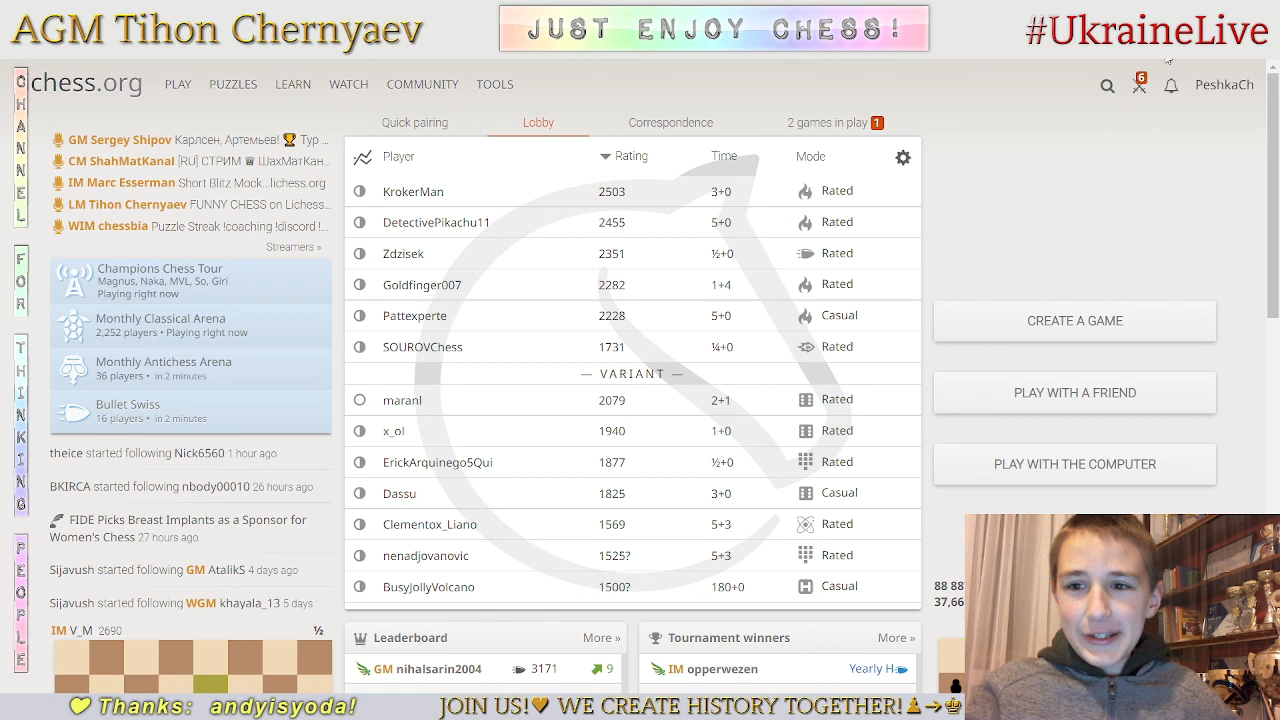 AGM Tihon Chernyaev
JUST ENJOY CHESS!
#UkraineLive
CHANNEL
FOR
THINKING
PEOPLE
chess.org
PLAY
PUZZLES
LEARN
WATCH
COMMUNITY
TOOLS
6
PeshkaCh
GM Sergey Shipov Карлсен, Артемьев! 🏆 Тур ...
CM ShahMatKanal [RU] СТРИМ ♕ ШахМатКан...
IM Marc Esserman Short Blitz Mock...lichess.org
LM Tihon Chernyaev FUNNY CHESS on Lichess...
WIM chessbia Puzzle Streak !coaching !discord !...
Streamers »
Champions Chess Tour
Magnus, Naka, MVL, So, Giri
Playing right now
Monthly Classical Arena
2,252 players • Playing right now
Monthly Antichess Arena
36 players • in 2 minutes
Bullet Swiss
16 players • in 2 minutes
theice started following Nick6560 1 hour ago
BKIRCA started following nbody00010 26 hours ago
FIDE Picks Breast Implants as a Sponsor for
Women's Chess 27 hours ago
Sijavush started following GM AtalikS 4 days ago
Sijavush started following WGM khayala_13 5 days
IM V_M 2690 ½
Quick pairing
Lobby
Correspondence
2 games in play 1
Player Rating Time Mode
KrokerMan 2503 3+0 Rated
DetectivePikachu11 2455 5+0 Rated
Zdzisek 2351 ½+0 Rated
Goldfinger007 2282 1+4 Rated
Pattexperte 2228 5+0 Casual
SOUROVChess 1731 ¼+0 Rated
— VARIANT —
maranl 2079 2+1 Rated
x_ol 1940 1+0 Rated
ErickArquinego5Qui 1877 ½+0 Rated
Dassu 1825 3+0 Casual
Clementox_Liano 1569 5+3 Rated
nenadjovanovic 1525? 5+3 Rated
BusyJollyVolcano 1500? 180+0 Casual
Leaderboard More »
GM nihalsarin2004 3171 9
Tournament winners More »
IM opperwezen Yearly H
CREATE A GAME
PLAY WITH A FRIEND
PLAY WITH THE COMPUTER
88 88
37,66
Thanks: andyisyoda!
JOIN US!♥ WE CREATE HISTORY TOGETHER!♟→♚